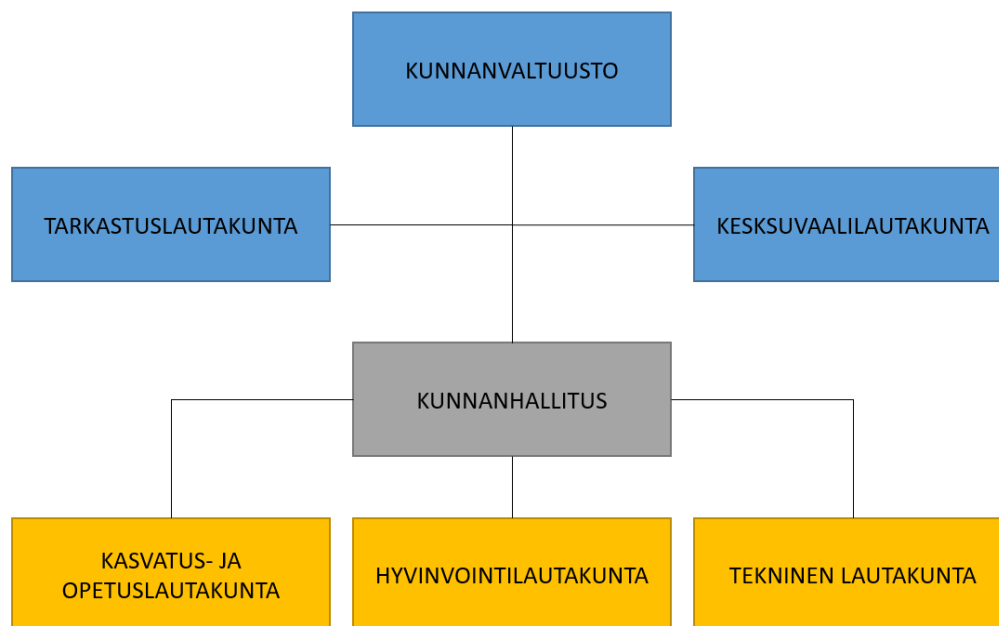 KUNNANVALTUUSTO
TARKASTUSLAUTAKUNTA
KESKSUVAALILAUTAKUNTA
KUNNANHALLITUS
KASVATUS- JA
OPETUSLAUTAKUNTA
HYVINVOINTILAUTAKUNTA
TEKNINEN LAUTAKUNTA